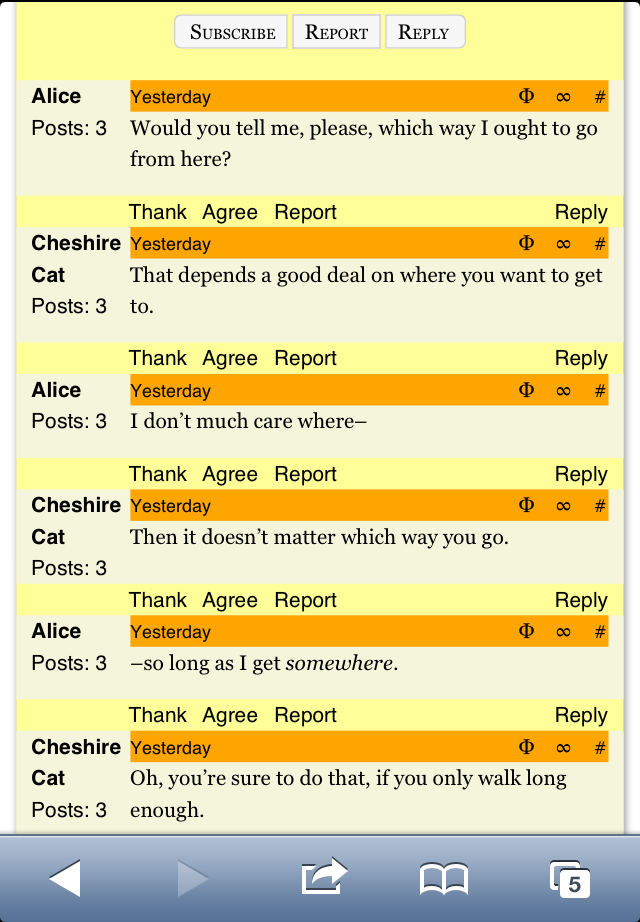 Subscribe Report Reply
Alice Yesterday Φ ∞ #
Posts: 3 Would you tell me, please, which way I ought to go
from here?
Thank Agree Report Reply
Cheshire Yesterday Φ ∞ #
Cat That depends a good deal on where you want to get
Posts: 3 to.
Thank Agree Report Reply
Alice Yesterday Φ ∞ #
Posts: 3 I don’t much care where–
Thank Agree Report Reply
Cheshire Yesterday Φ ∞ #
Cat Then it doesn’t matter which way you go.
Posts: 3
Thank Agree Report Reply
Alice Yesterday Φ ∞ #
Posts: 3 –so long as I get somewhere.
Thank Agree Report Reply
Cheshire Yesterday Φ ∞ #
Cat Oh, you’re sure to do that, if you only walk long
Posts: 3 enough.
5